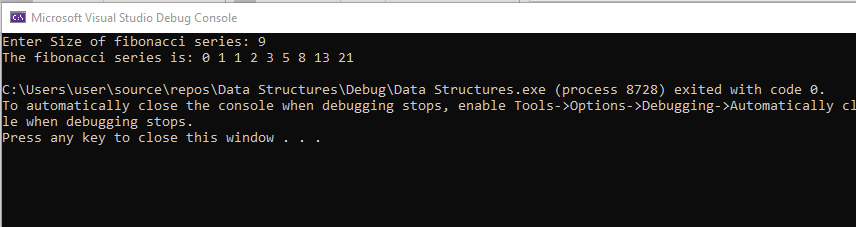 Microsoft Visual Studio Debug Console
Enter Size of fibonacci series: 9
The fibonacci series is: 0 1 1 2 3 5 8 13 21
C:\Users\user\source\repos\Data Structures\Debug\Data Structures.exe (process 8728) exited with code 0.
To automatically close the console when debugging stops, enable Tools->Options->Debugging->Automatically cl
le when debugging stops.
Press any key to close this window . . .